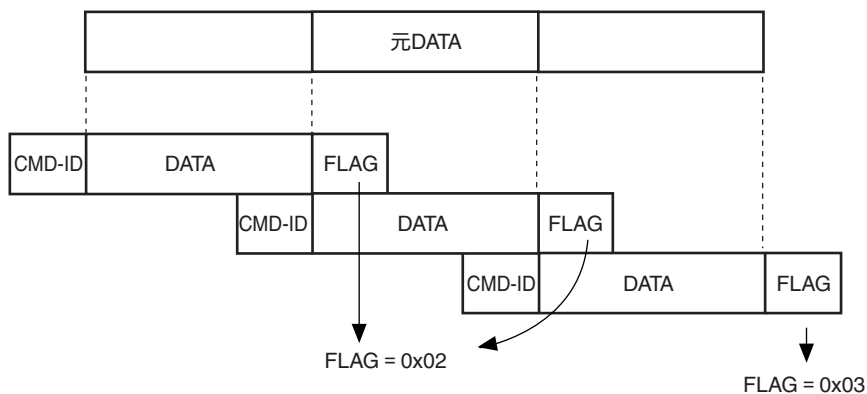 元DATA
CMD-ID DATA FLAG
CMD-ID DATA FLAG
CMD-ID DATA FLAG
FLAG = 0x02
FLAG = 0x03